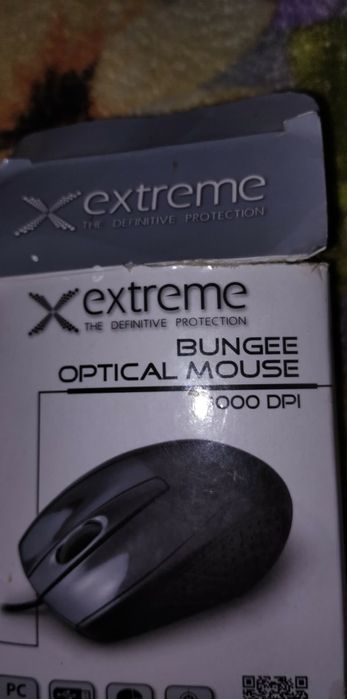 extreme
THE DEFINITIVE PROTECTION
extreme
THE DEFINITIVE PROTECTION
BUNGEE
OPTICAL MOUSE
000 DPI
PC